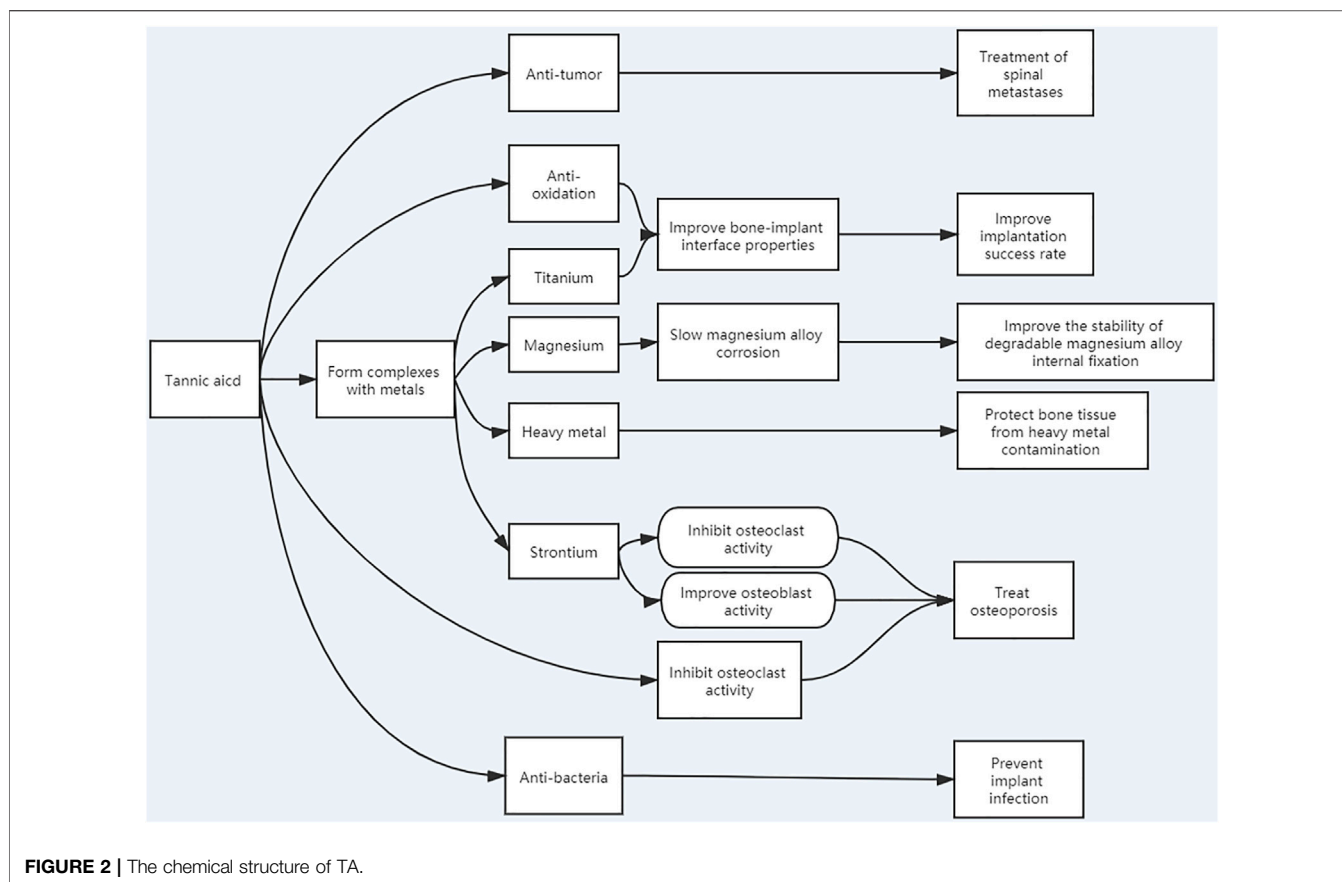 Anti-tumor
Treatment of
spinal
metastases
Anti-
oxidation
Improve bone-implant
interface properties
Improve
implantation
success rate
Titanium
Tannic aicd
Form complexes
with metals
Magnesium
Slow magnesium alloy
corrosion
Improve the stability of
degradable magnesium alloy
internal fixation
Heavy metal
Protect bone tissue
from heavy metal
contamination
Strontium
Inhibit osteoclast
activity
Improve osteoblast
activity
Treat
osteoporosis
Inhibit osteoclast
activity
Anti-bacteria
Prevent
implant
infection
FIGURE 2 | The chemical structure of TA.